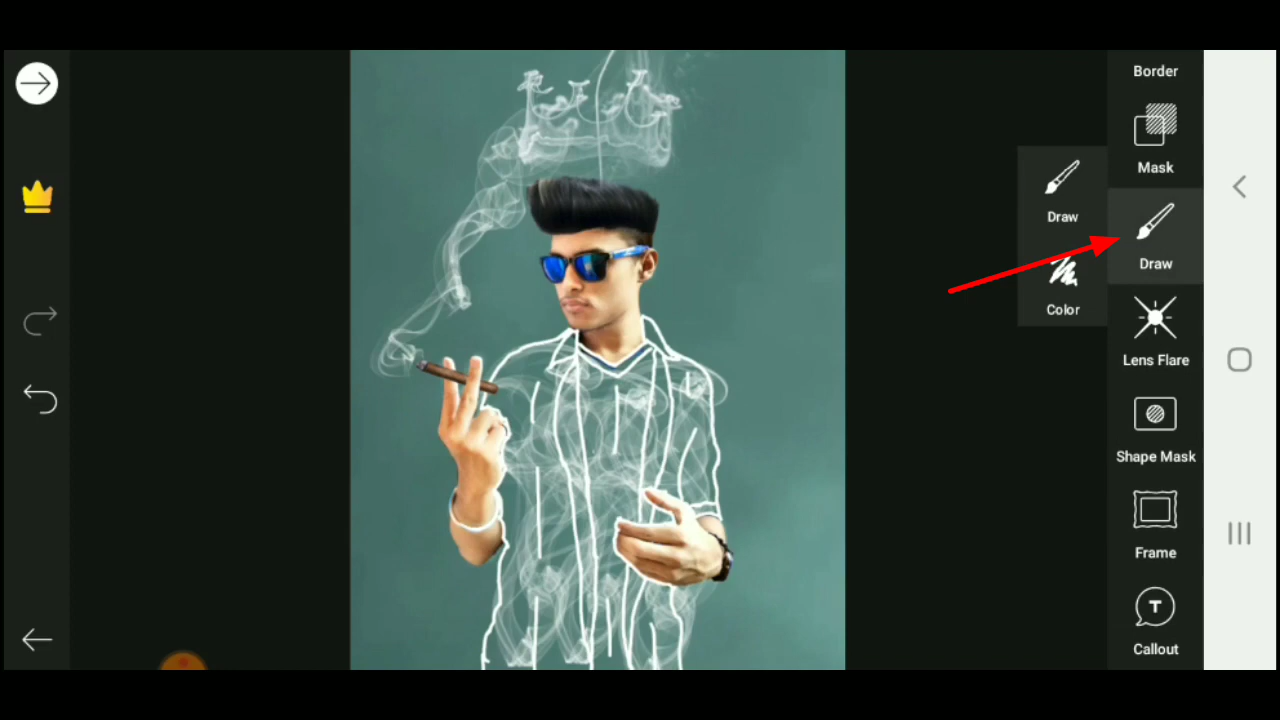 Border
Mask
Draw
Draw
Color
Lens Flare
Shape Mask
Frame
T
Callout